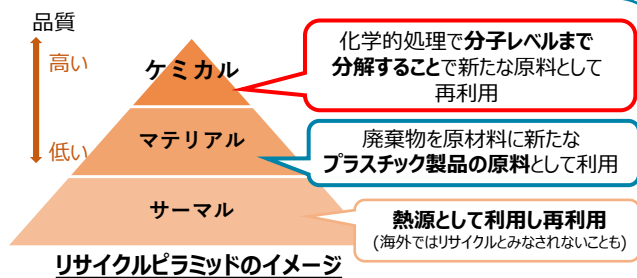 品質
高い
低い
ケミカル
マテリアル
サーマル
化学的処理で分子レベルまで
分解することで新たな原料として
再利用
廃棄物を原材料に新たな
プラスチック製品の原料として利用
熱源として利用し再利用
(海外ではリサイクルとみなされないことも)
リサイクルピラミッドのイメージ